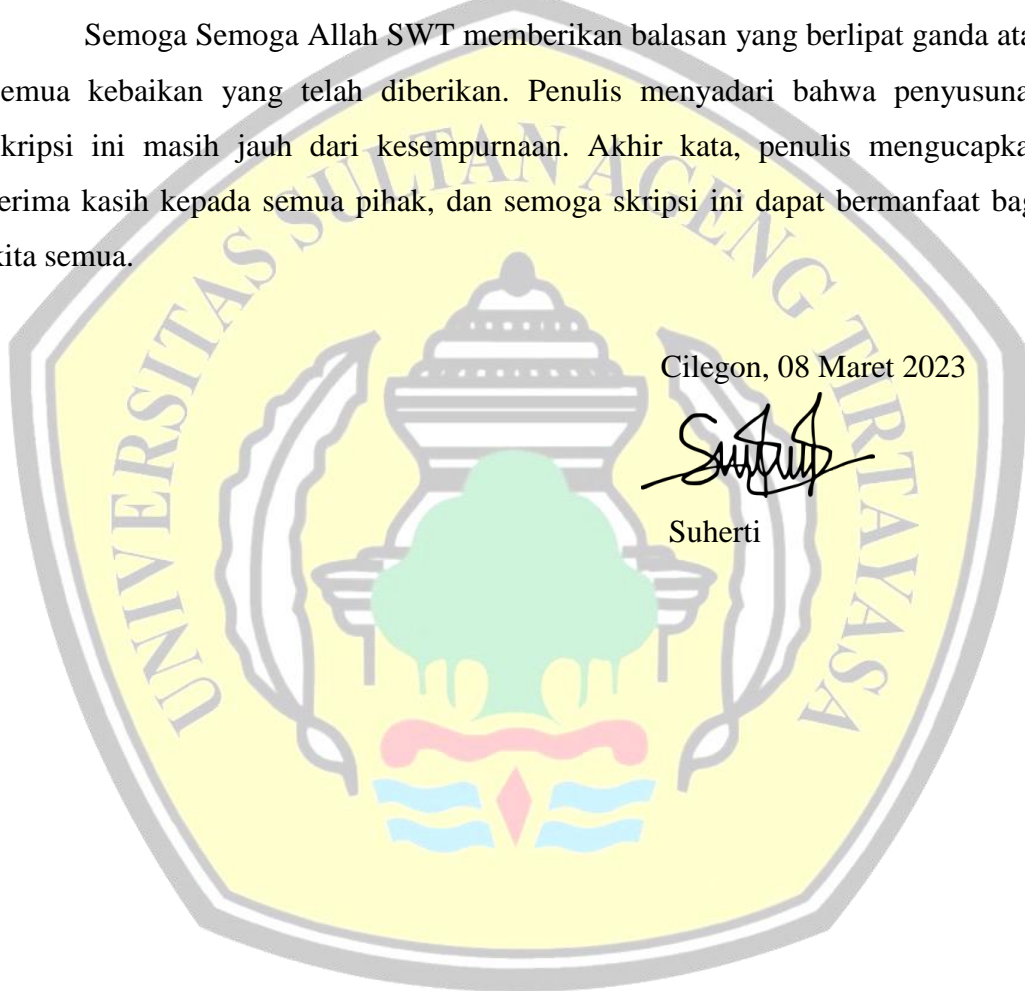 Semoga Semoga Allah SWT memberikan balasan yang berlipat ganda ata
emua kebaikan yang telah diberikan. Penulis menyadari bahwa penyusuna
kripsi ini masih jauh dari kesempurnaan. Akhir kata, penulis mengucapka
erima kasih kepada semua pihak, dan semoga skripsi ini dapat bermanfaat bag
kita semua.
UNIVERSITAS SULTAN AGENG TIRTAYASA
Cilegon, 08 Maret 2023
Suherti